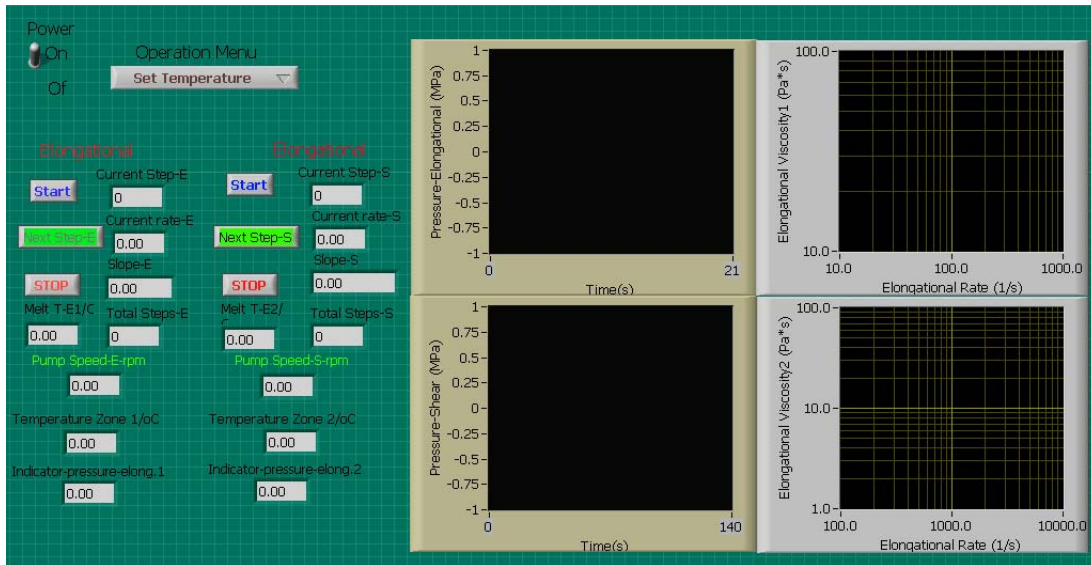 Power
On
Of
Operation Menu
Set Temperature
Elongational
Start
Current Step-E
0
Next Step-E
Current rate-E
0.00
Slope-E
STOP
0.00
Melt T-E1/C
Total Steps-E
0.00
0
Pump Speed-E-rpm
0.00
Temperature Zone 1/oC
0.00
Indicator-pressure-elong.1
0.00
Elongational
Start
Current Step-S
0
Next Step-S
Current rate-S
0.00
Slope-S
STOP
0.00
Melt T-E2/
Total Steps-S
0.00
0
Pump Speed-S-rpm
0.00
Temperature Zone 2/oC
0.00
Indicator-pressure-elong.2
0.00
Pressure-Elongational (MPa)
1
0.75
0.5
0.25
0
-0.25
-0.5
-0.75
-1
0 21
Time(s)
Elongational Viscosity1 (Pa*s)
100.0
10.0
10.0 100.0 1000.0
Elongational Rate (1/s)
Pressure-Shear (MPa)
1
0.75
0.5
0.25
0
-0.25
-0.5
-0.75
-1
0 140
Time(s)
Elongational Viscosity2 (Pa*s)
100.0
10.0
1.0
100.0 1000.0 10000.0
Elongational Rate (1/s)